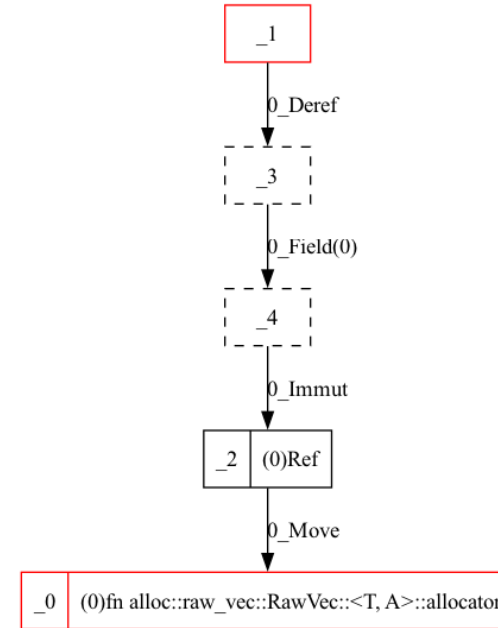 _1
0_Deref
_3
0_Field(0)
_4
0_Immut
_2 (0)Ref
0_Move
_0 (0)fn alloc::raw_vec::RawVec::<T, A>::allocator